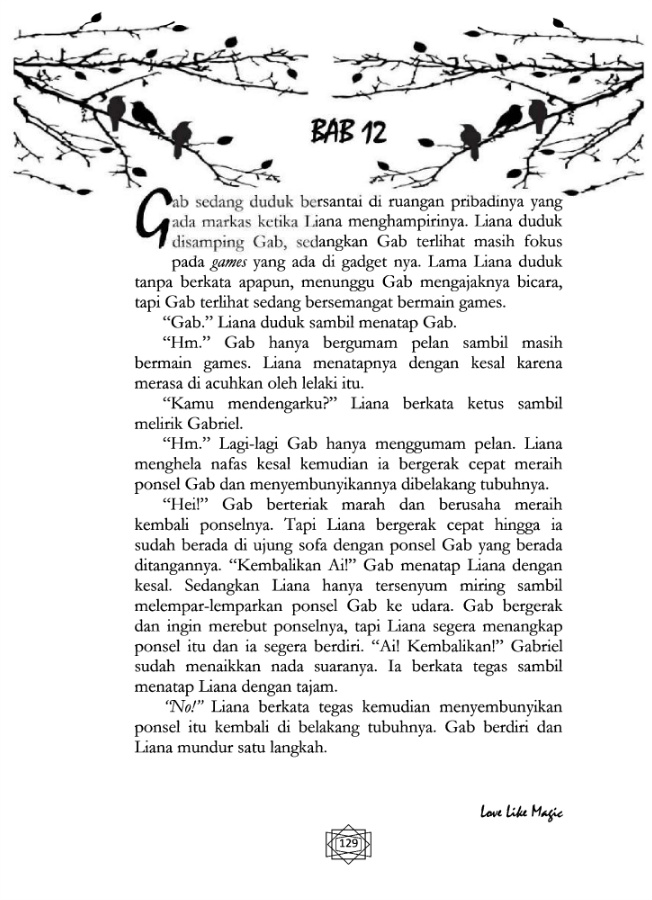 BAB 12
Gab sedang duduk bersantai di ruangan pribadinya yang
ada markas ketika Liana menghampirinya. Liana duduk
disamping Gab, sedangkan Gab terlihat masih fokus
pada games yang ada di gadget nya. Lama Liana duduk
tanpa berkata apapun, menunggu Gab mengajaknya bicara,
tapi Gab terlihat sedang bersemangat bermain games.
“Gab.” Liana duduk sambil menatap Gab.
“Hm.” Gab hanya bergumam pelan sambil masih
bermain games. Liana menatapnya dengan kesal karena
merasa di acuhkan oleh lelaki itu.
“Kamu mendengarku?” Liana berkata ketus sambil
melirik Gabriel.
“Hm.” Lagi-lagi Gab hanya menggumam pelan. Liana
menghela nafas kesal kemudian ia bergerak cepat meraih
ponsel Gab dan menyembunyikannya dibelakang tubuhnya.
“Hei!” Gab berteriak marah dan berusaha meraih
kembali ponselnya. Tapi Liana bergerak cepat hingga ia
sudah berada di ujung sofa dengan ponsel Gab yang berada
ditangannya. “Kembalikan Ai!” Gab menatap Liana dengan
kesal. Sedangkan Liana hanya tersenyum miring sambil
melempar-lemparkan ponsel Gab ke udara. Gab bergerak
dan ingin merebut ponselnya, tapi Liana segera menangkap
ponsel itu dan ia segera berdiri. “Ai! Kembalikan!” Gabriel
sudah menaikkan nada suaranya. Ia berkata tegas sambil
menatap Liana dengan tajam.
“No!” Liana berkata tegas kemudian menyembunyikan
ponsel itu kembali di belakang tubuhnya. Gab berdiri dan
Liana mundur satu langkah.
Love Like Magic
129